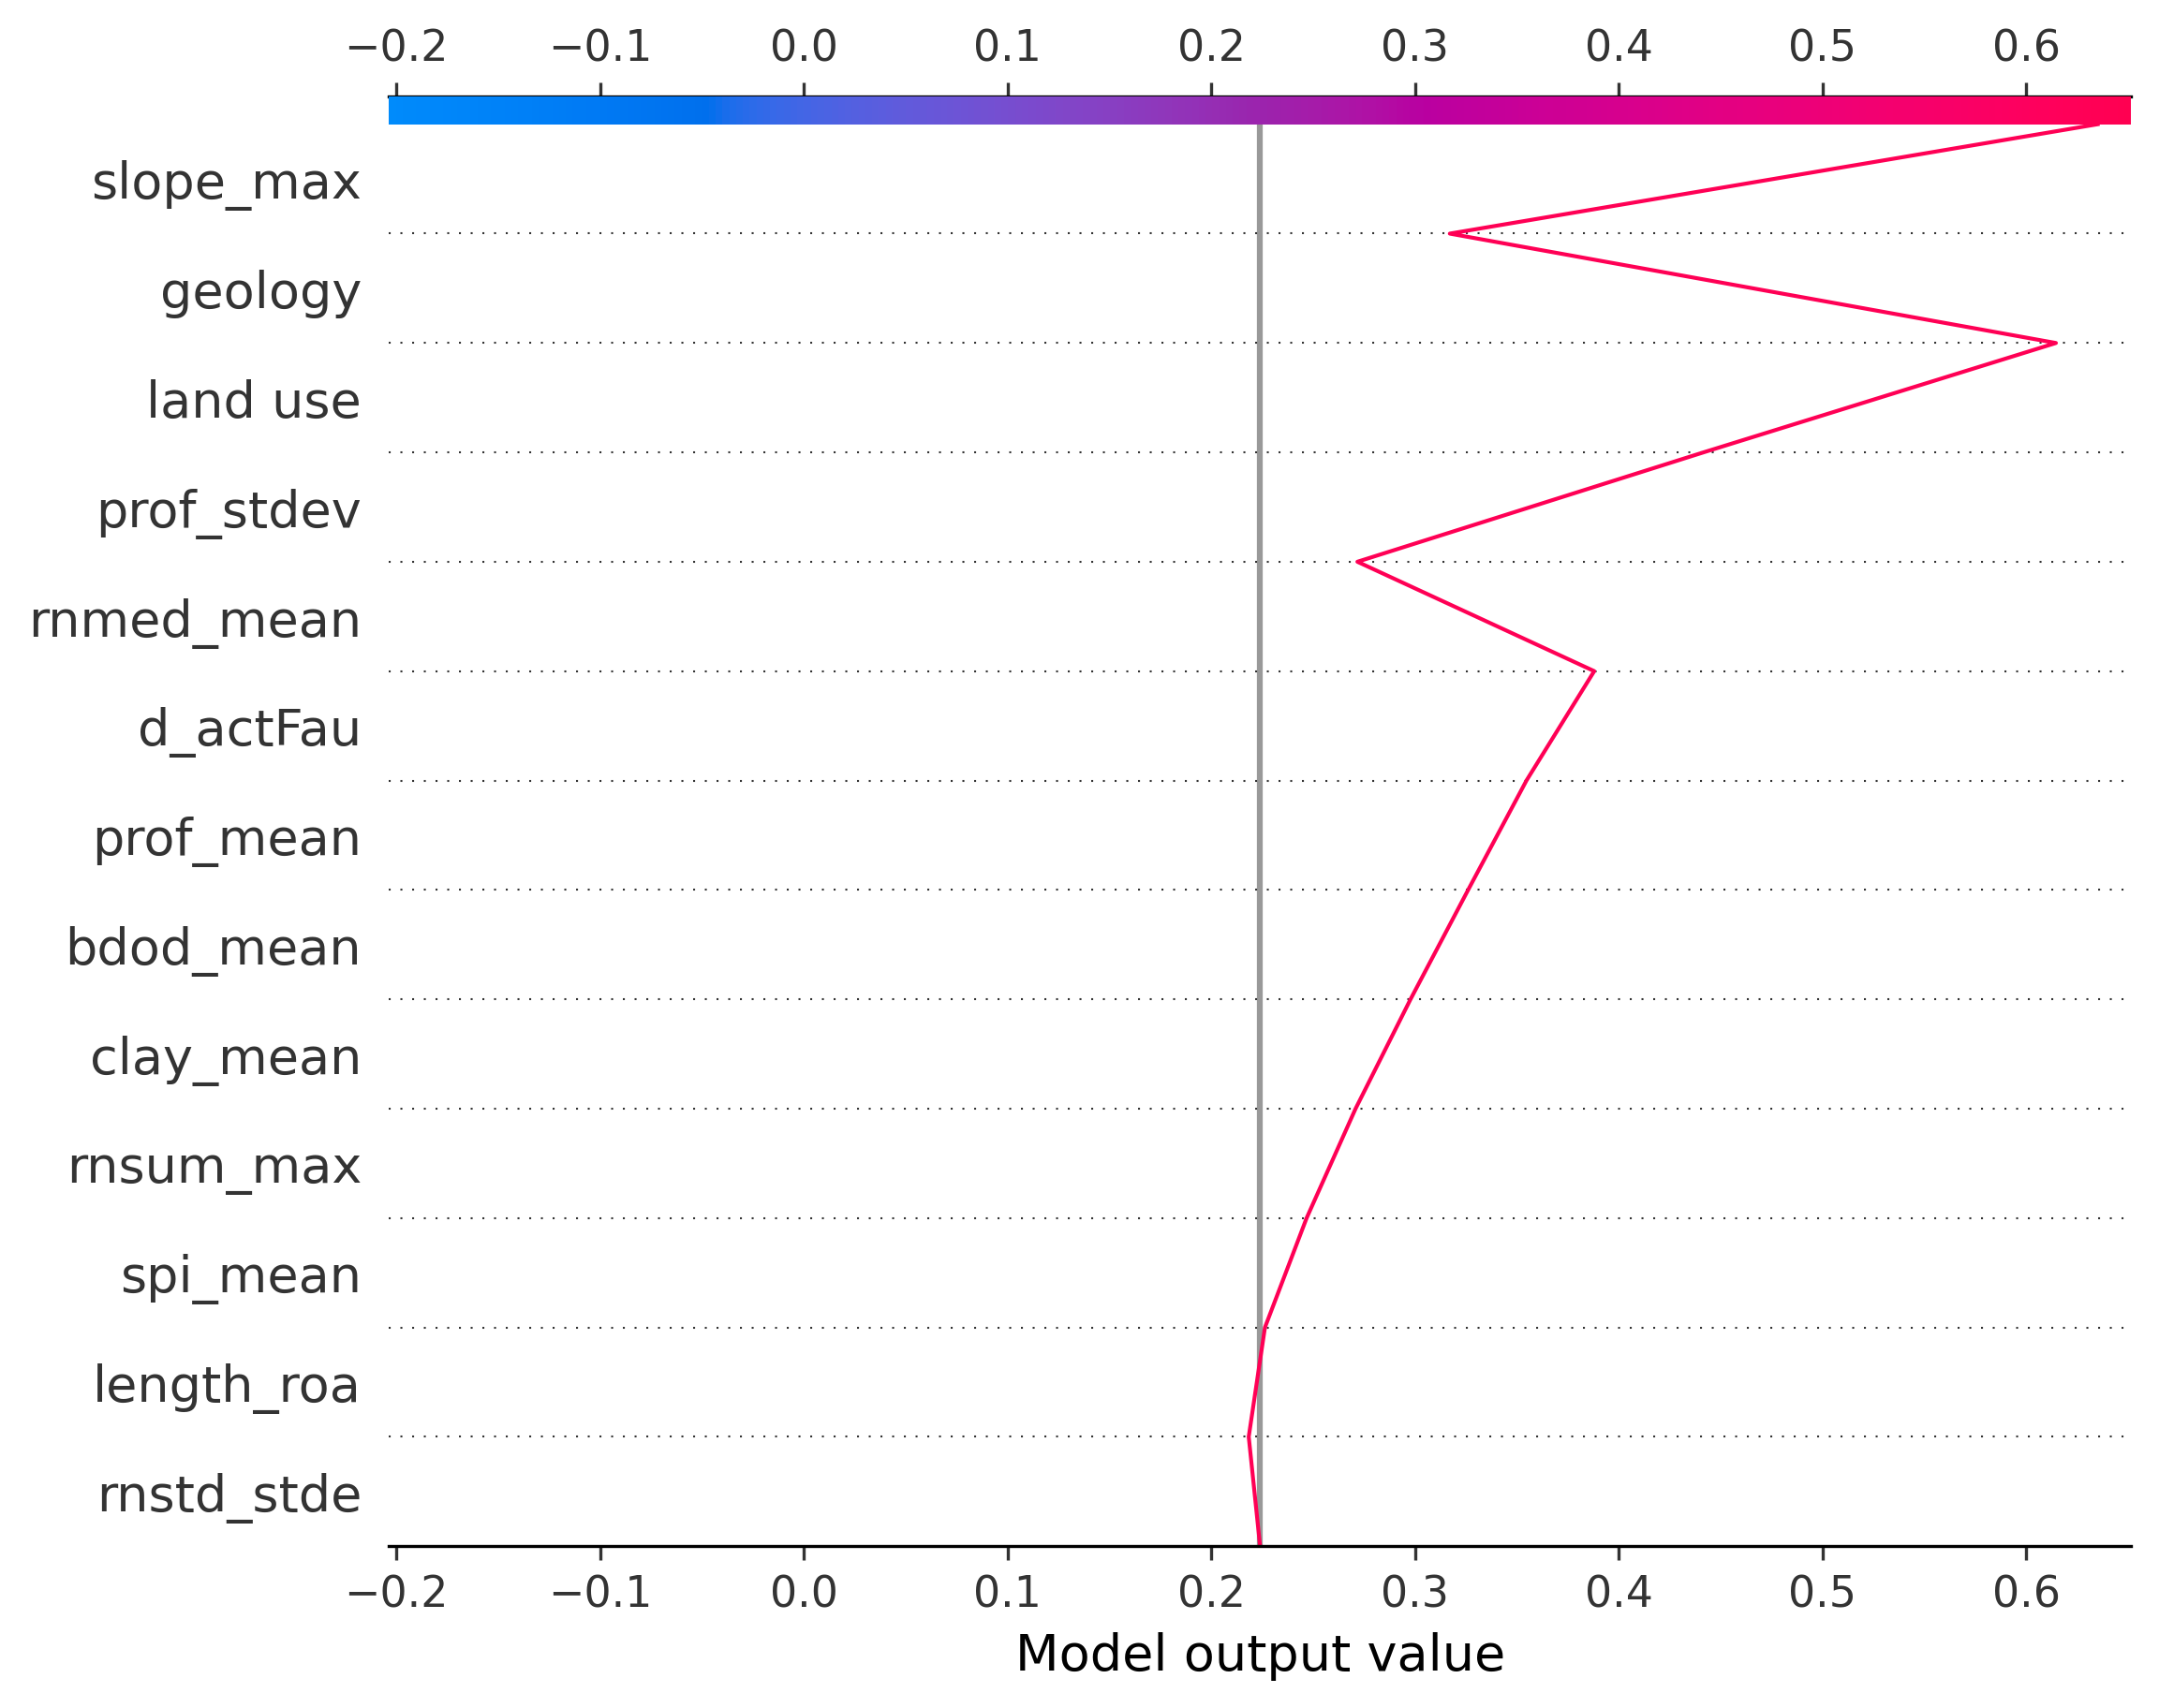 −0.2 −0.1 0.0 0.1 0.2 0.3 0.4 0.5 0.6
slope_max
geology
land use
prof_stdev
rnmed_mean
d_actFau
prof_mean
bdod_mean
clay_mean
rnsum_max
spi_mean
length_roa
rnstd_stde
−0.2 −0.1 0.0 0.1 0.2 0.3 0.4 0.5 0.6
Model output value